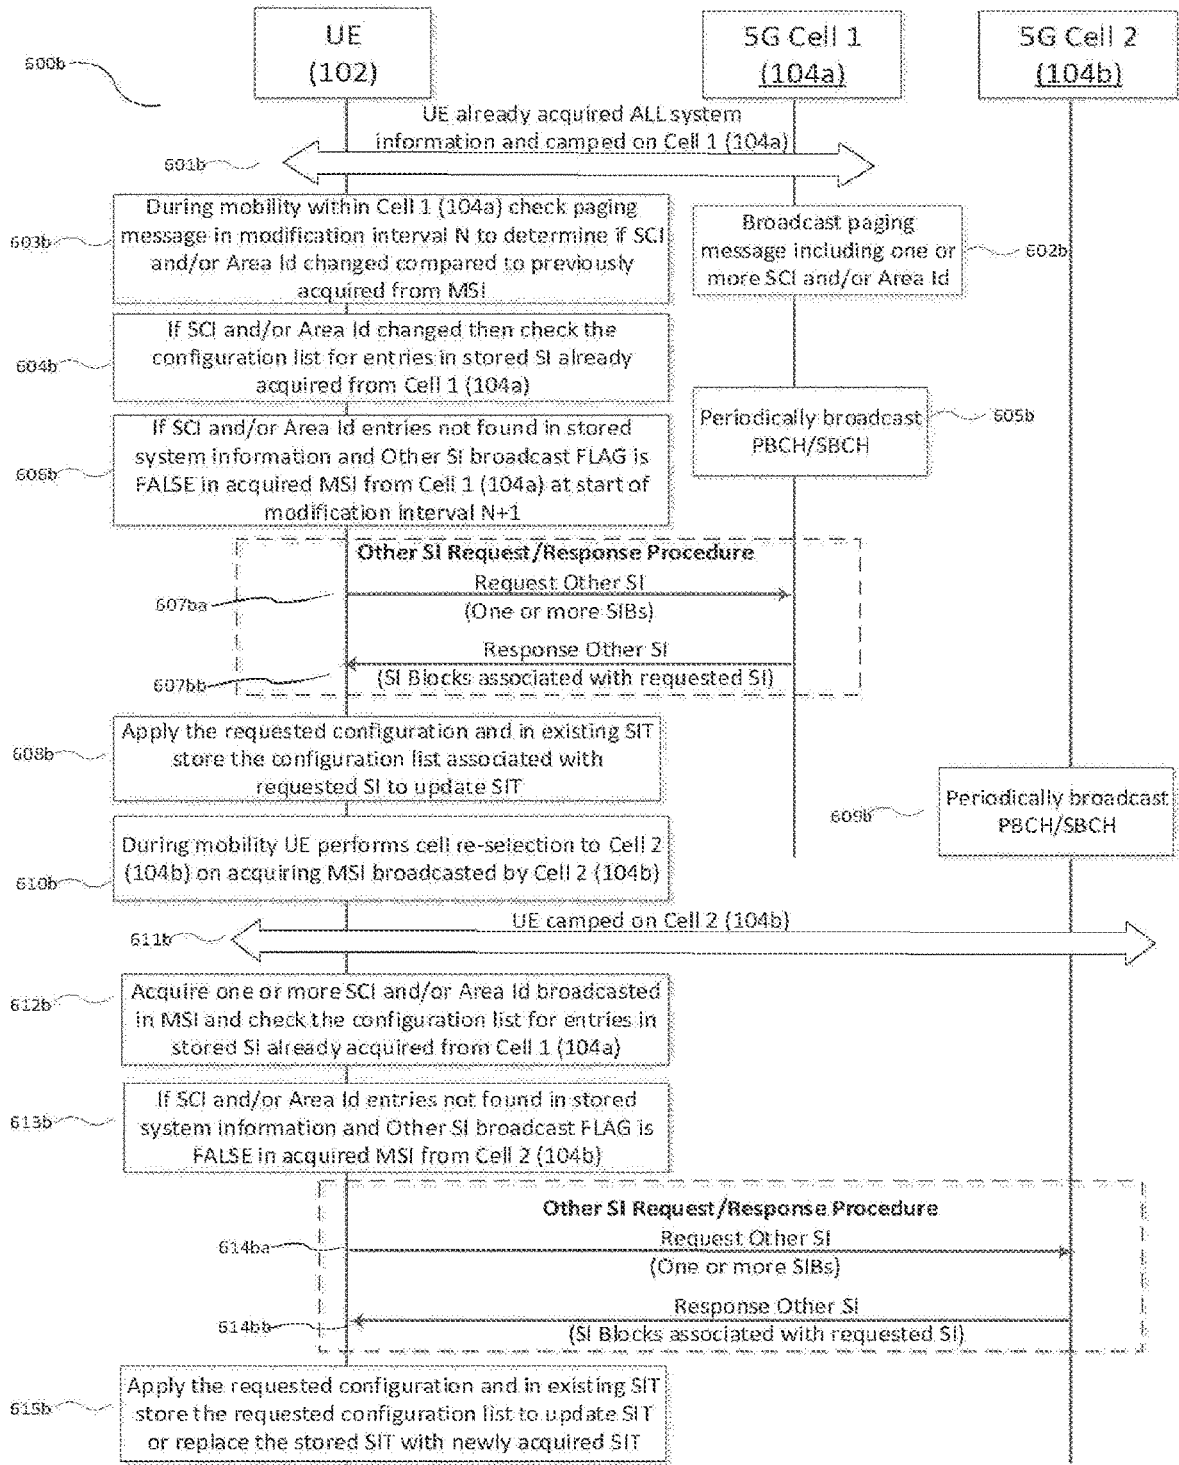 600b
UE
(102)
5G Cell 1
(104a)
5G Cell 2
(104b)
UE already acquired ALL system
information and camped on Cell 1 (104a)
601b
During mobility within Cell 1 (104a) check paging
message in modification interval N to determine if SCI
and/or Area Id changed compared to previously
acquired from MSI
603b
Broadcast paging
message including one or
more SCI and/or Area Id
602b
If SCI and/or Area Id changed then check the
configuration list for entries in stored SI already
acquired from Cell 1 (104a)
604b
Periodically broadcast
PBCH/SBCH
605b
If SCI and/or Area Id entries not found in stored
system information and Other SI broadcast FLAG is
FALSE in acquired MSI from Cell 1 (104a) at start of
modification interval N+1
606b
Other SI Request/Response Procedure
Request Other SI
(One or more SIBs)
607ba
Response Other SI
(SI Blocks associated with requested SI)
607bb
Apply the requested configuration and in existing SIT
store the configuration list associated with
requested SI to update SIT
608b
Periodically broadcast
PBCH/SBCH
609b
During mobility UE performs cell re-selection to Cell 2
(104b) on acquiring MSI broadcasted by Cell 2 (104b)
610b
UE camped on Cell 2 (104b)
611b
Acquire one or more SCI and/or Area Id broadcasted
in MSI and check the configuration list for entries in
stored SI already acquired from Cell 1 (104a)
612b
If SCI and/or Area Id entries not found in stored
system information and Other SI broadcast FLAG is
FALSE in acquired MSI from Cell 2 (104b)
613b
Other SI Request/Response Procedure
Request Other SI
(One or more SIBs)
614ba
Response Other SI
(SI Blocks associated with requested SI)
614bb
Apply the requested configuration and in existing SIT
store the requested configuration list to update SIT
or replace the stored SIT with newly acquired SIT
615b